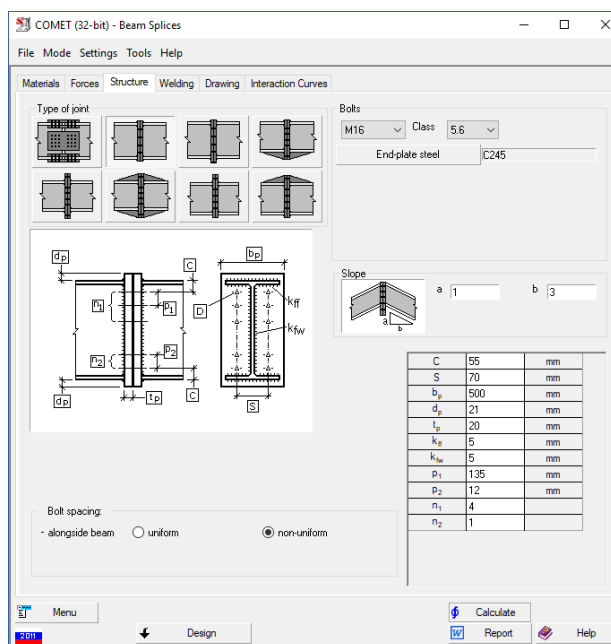 COMET (32-bit) - Beam Splices
File Mode Settings Tools Help
Materials Forces Structure Welding Drawing Interaction Curves
Type of joint
Bolts
M16 Class 5.6
End-plate steel C245
Slope
a 1 b 3
a
b
dp C bp
n1 p1 D kff
kfw
n2 p2
dp tp C S
C 55 mm
S 70 mm
bp 500 mm
dp 21 mm
tp 20 mm
kff 5 mm
kfw 5 mm
p1 135 mm
p2 12 mm
n1 4
n2 1
Bolt spacing:
- alongside beam uniform non-uniform
Menu Calculate
2011 Design Report Help